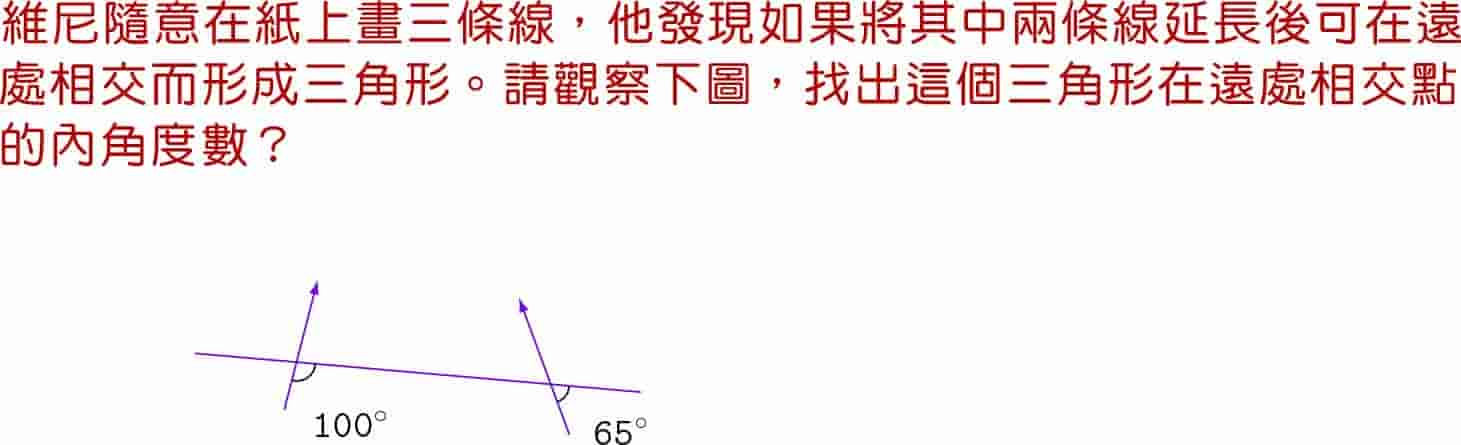 維尼隨意在紙上畫三條線，他發現如果將其中兩條線延長後可在遠
處相交而形成三角形。請觀察下圖，找出這個三角形在遠處相交點
的內角度數？
100°
65°